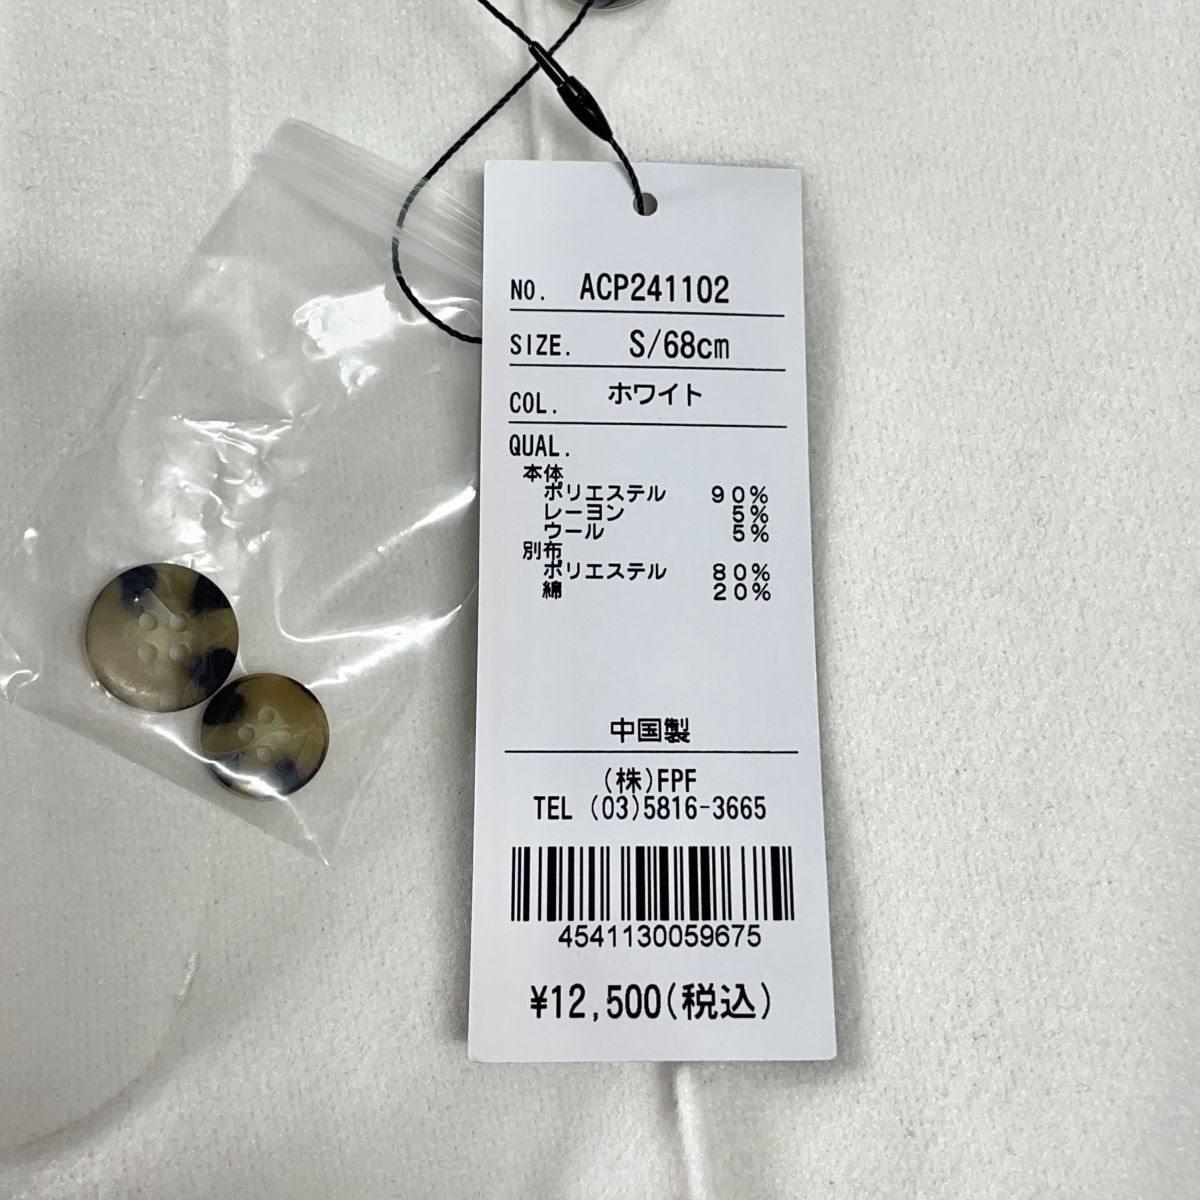 NO. ACP241102
SIZE. S/68cm
COL. ホワイト
QUAL.
本体
ポリエステル ９０％
レーヨン ５％
ウール ５％
別布
ポリエステル ８０％
綿 ２０％
中国製
(株)FPF
TEL (03)5816-3665
4541130059675
¥12,500(税込)